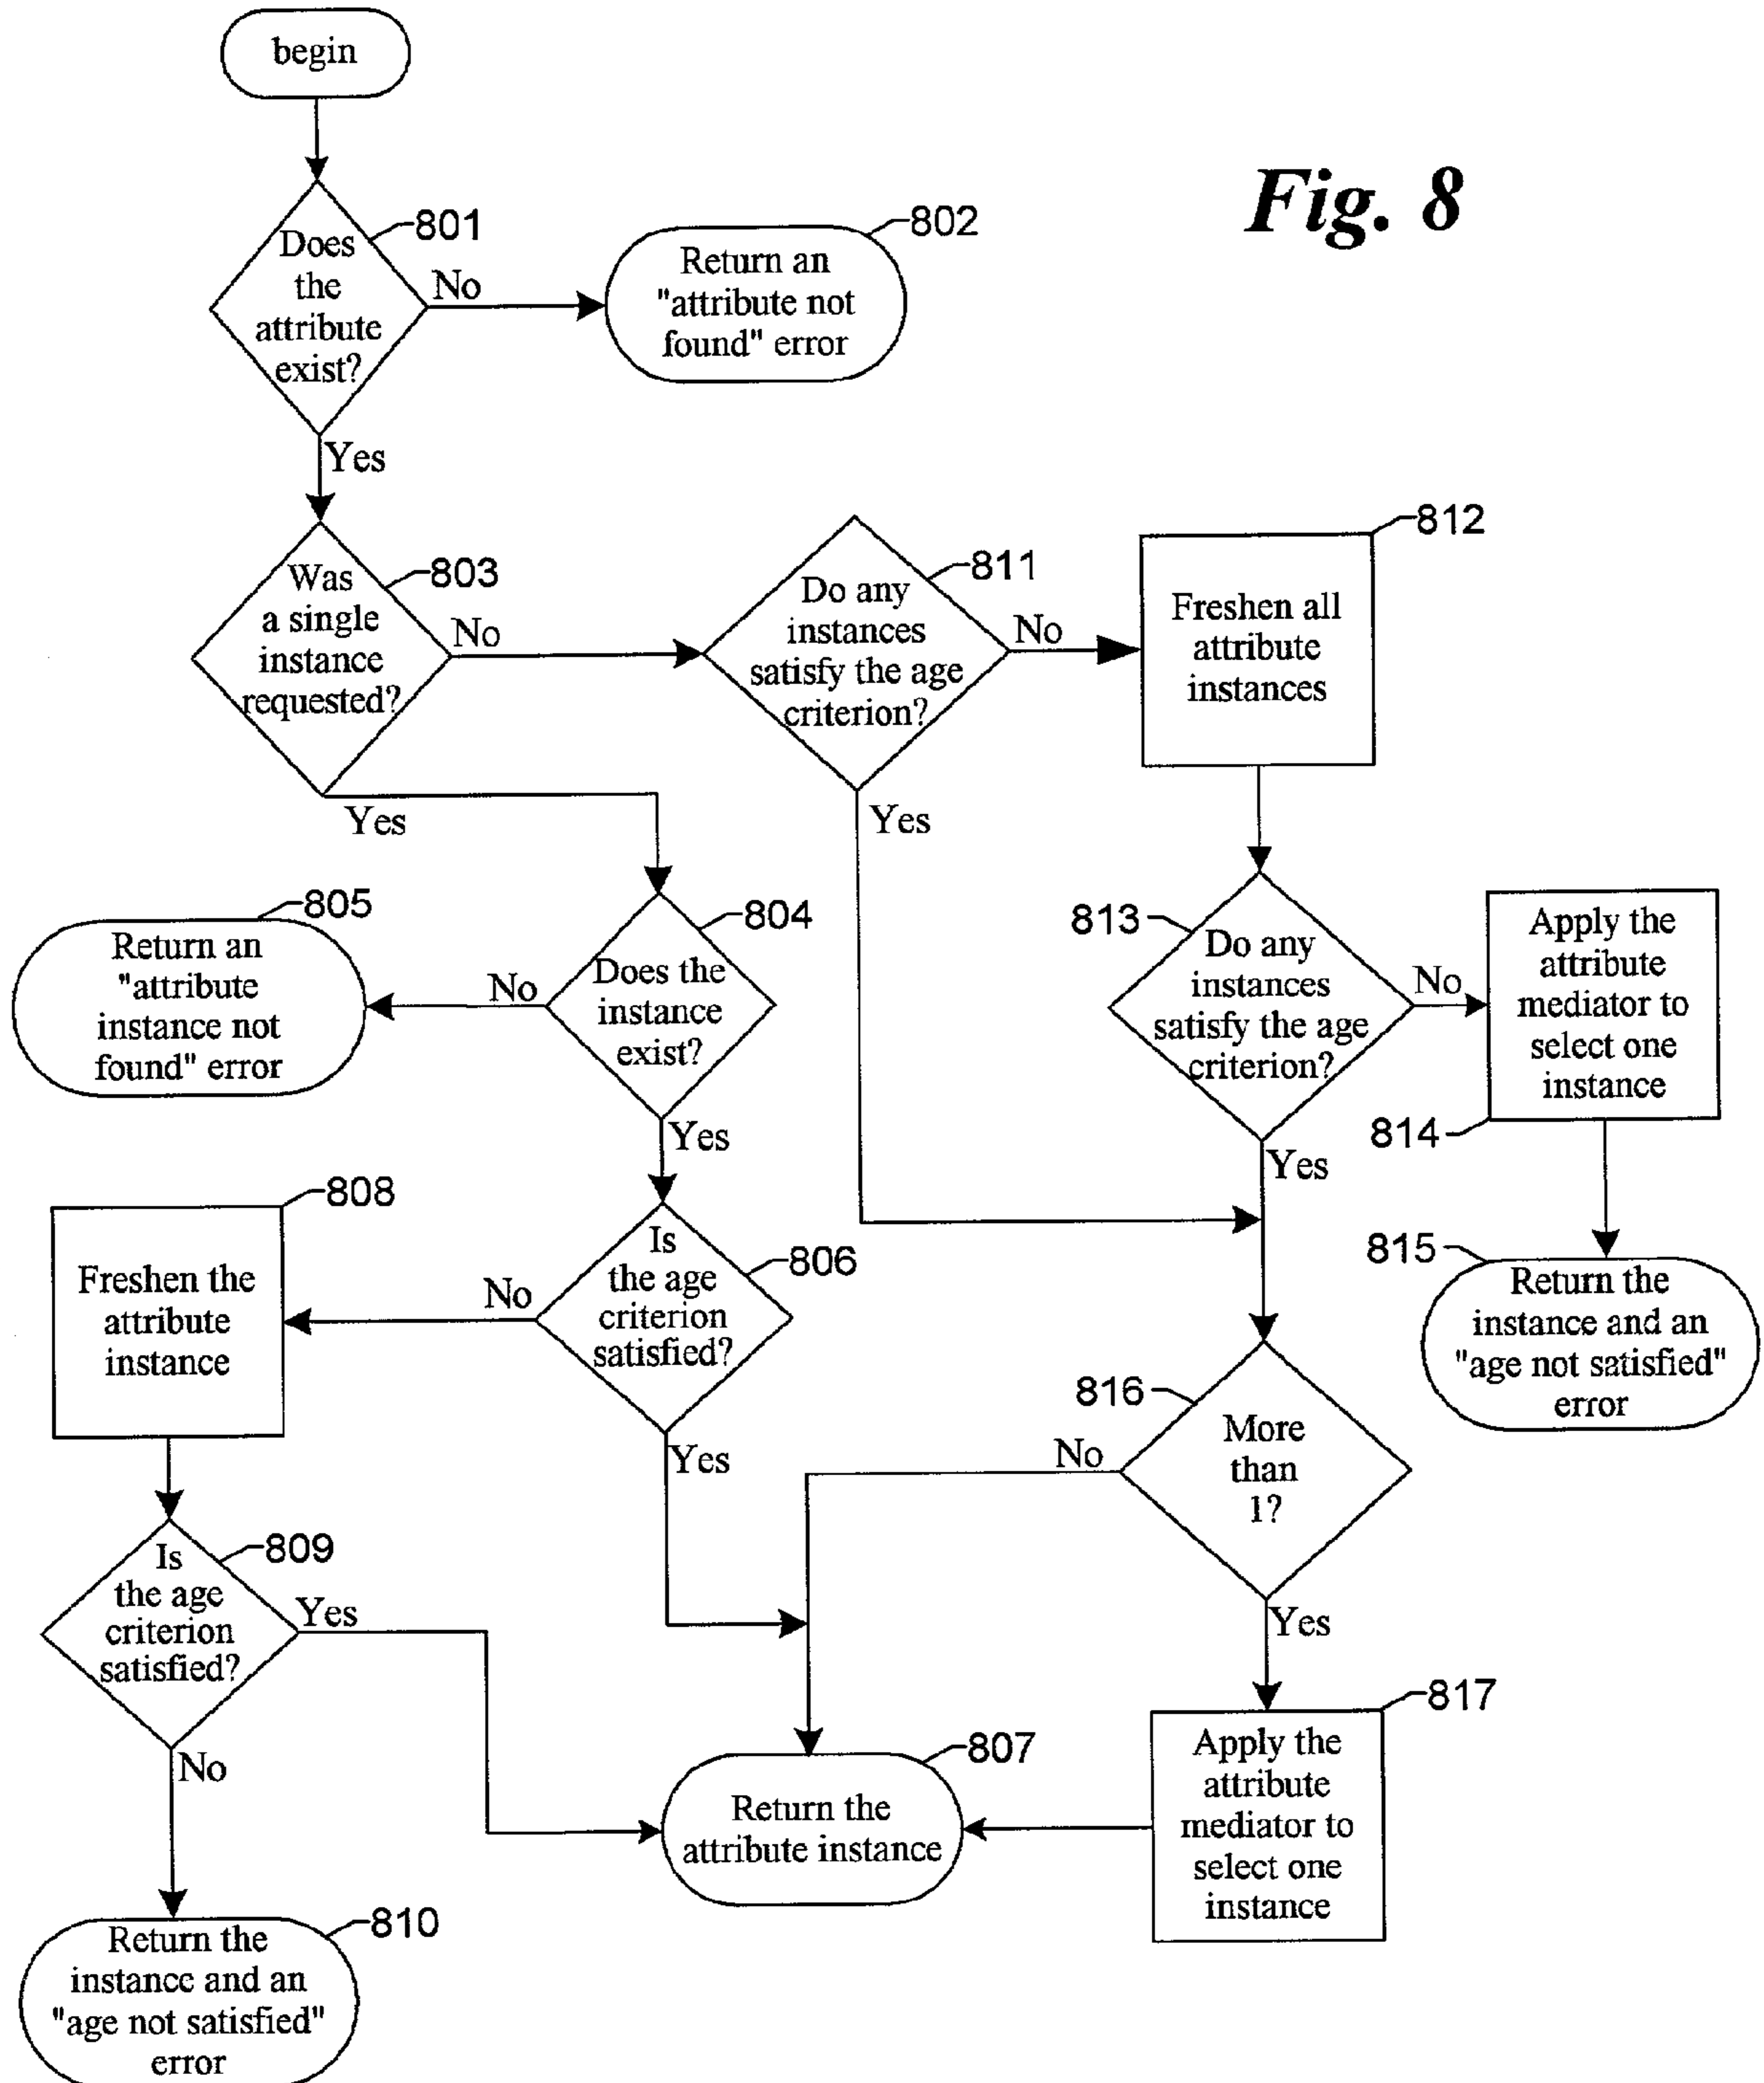 begin
Fig. 8
801
Does
the
attribute
exist?
No
802
Return an
"attribute not
found" error
Yes
803
Was
a single
instance
requested?
No
811
Do any
instances
satisfy the age
criterion?
No
812
Freshen all
attribute
instances
Yes
Yes
805
Return an
"attribute
instance not
found" error
No
804
Does the
instance
exist?
813
Do any
instances
satisfy the age
criterion?
No
Apply the
attribute
mediator to
select one
instance
814
Yes
Yes
808
Freshen the
attribute
instance
No
806
Is
the age
criterion
satisfied?
815
Return the
instance and an
"age not satisfied"
error
Yes
816
More
than
1?
No
Yes
809
Is
the age
criterion
satisfied?
Yes
No
807
Return the
attribute instance
817
Apply the
attribute
mediator to
select one
instance
810
Return the
instance and an
"age not satisfied"
error